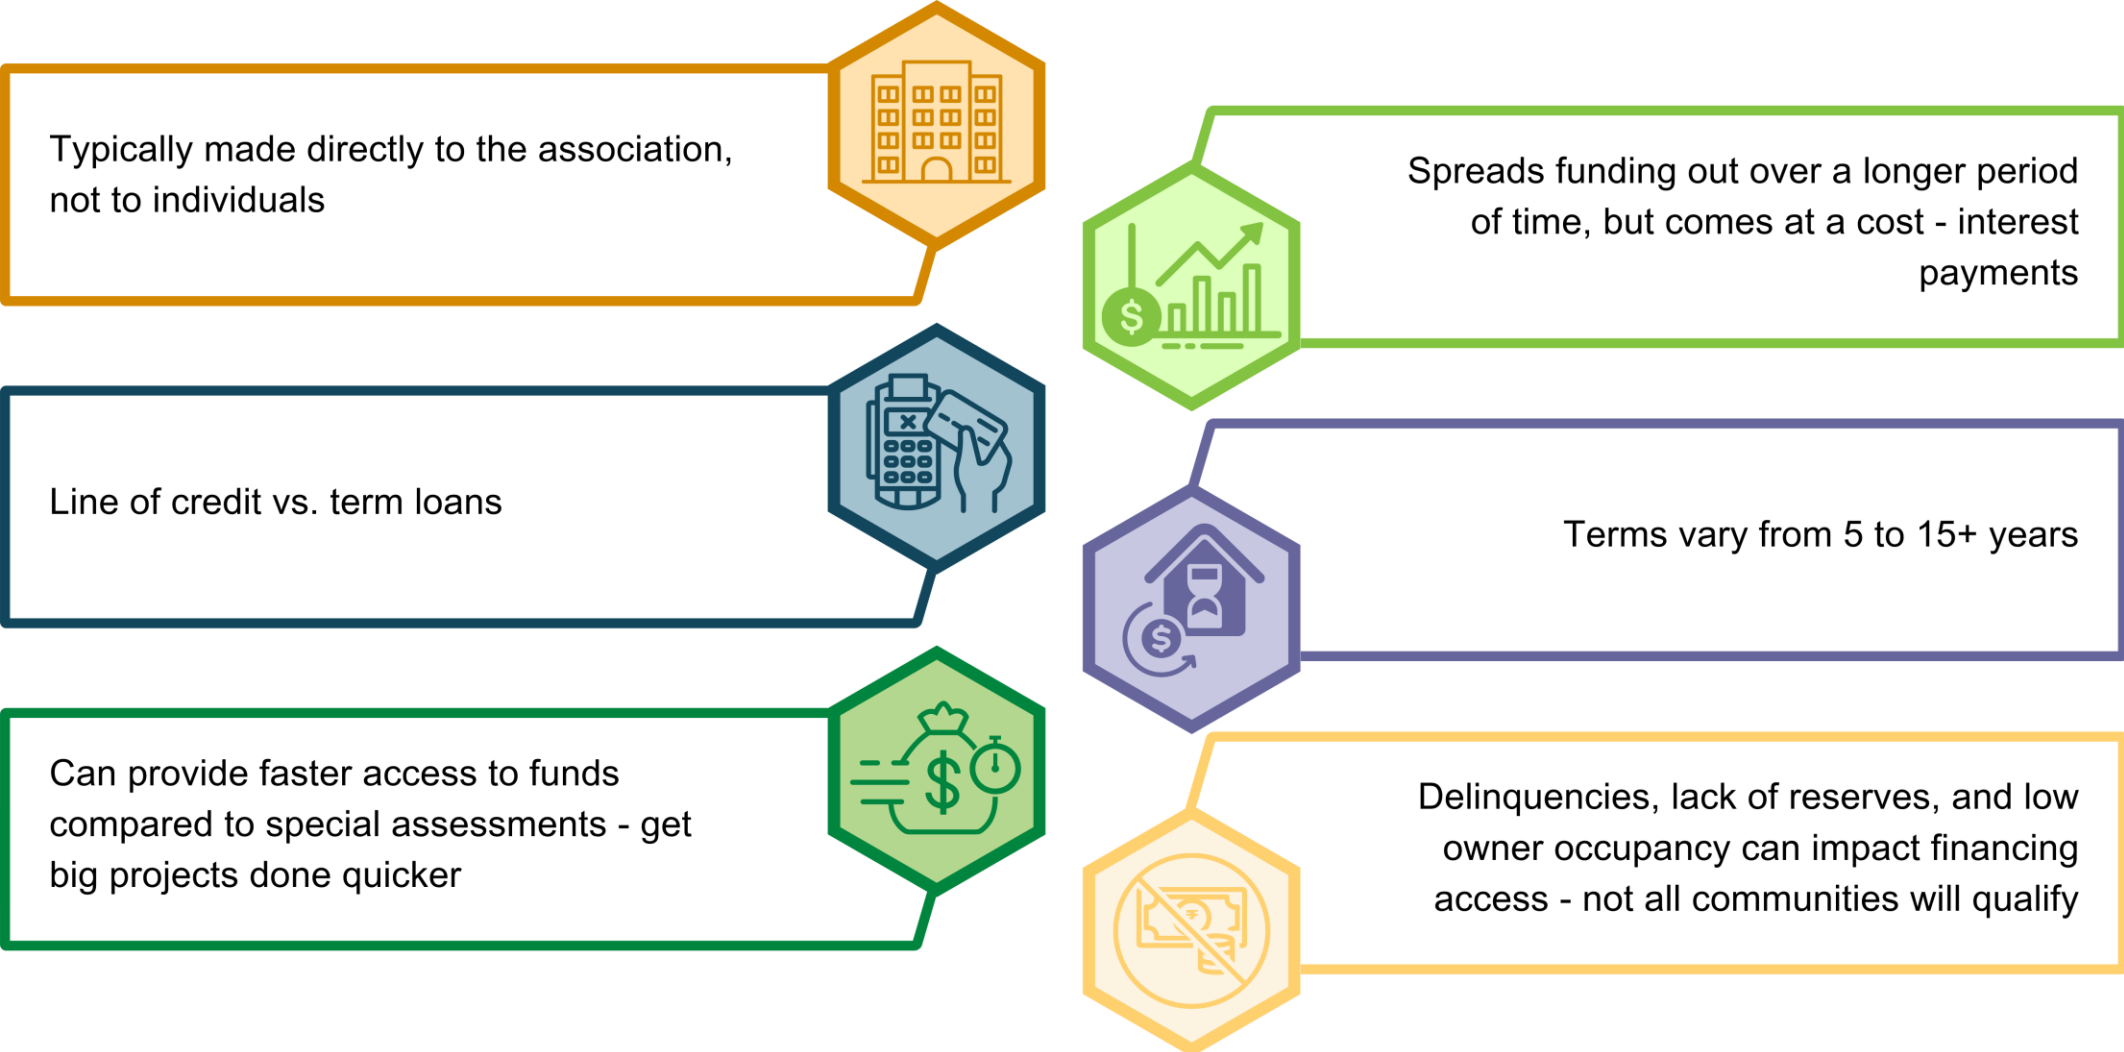 Typically made directly to the association,
not to individuals
Spreads funding out over a longer period
of time, but comes at a cost - interest
payments
Line of credit vs. term loans
Terms vary from 5 to 15+ years
Can provide faster access to funds
compared to special assessments - get
big projects done quicker
Delinquencies, lack of reserves, and low
owner occupancy can impact financing
access - not all communities will qualify